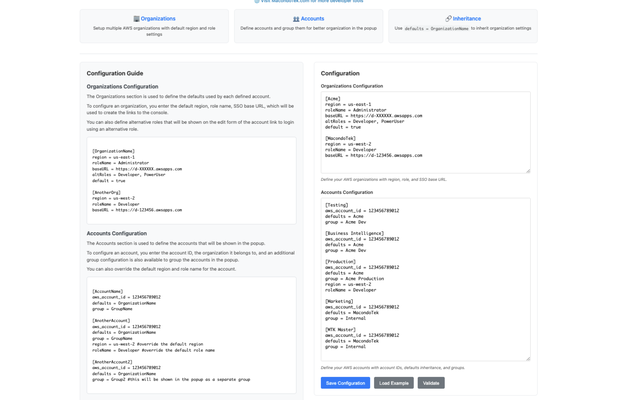 Visit MacondoTek.com for more developer tools
Organizations
Setup multiple AWS organizations with default region and role
settings
Accounts
Define accounts and group them for better organization in the popup
Inheritance
Use defaults = OrganizationName to inherit organization settings
Configuration Guide
Organizations Configuration
The Organizations section is used to define the defaults used by each defined account.
To configure an organization, you enter the default region, role name, SSO base URL, which will be
used to create the links to the console.
You can also define alternative roles that will be shown on the edit form of the account link to login
using an alternative role.
[OrganizationName]
region = us-east-1
roleName = Administrator
baseURL = https://d-XXXXXX.awsapps.com
altRoles = Developer, PowerUser
default = true
[AnotherOrg]
region = us-west-2
roleName = Developer
baseURL = https://d-123456.awsapps.com
Accounts Configuration
The Accounts section is used to define the accounts that will be shown in the popup.
To configure an account, you enter the account ID, the organization it belongs to, and an additional
group configuration is also available to group the accounts in the popup.
You can also override the default region and role name for the account.
[AccountName]
aws_account_id = 123456789012
defaults = OrganizationName
group = GroupName
[AnotherAccount]
aws_account_id = 123456789012
defaults = OrganizationName
group = GroupName
region = us-west-2 #override the default region
roleName = Developer #override the default role name
[AnotherAccount2]
aws_account_id = 123456789012
defaults = OrganizationName
group = Group2 #this will be shown in the popup as a separate group
Configuration
Organizations Configuration
[Acme]
region = us-east-1
roleName = Administrator
baseURL = https://d-XXXXXX.awsapps.com
altRoles = Developer, PowerUser
default = true
[MacondoTek]
region = us-west-2
roleName = Developer
baseURL = https://d-123456.awsapps.com
Define your AWS organizations with region, role, and SSO base URL.
Accounts Configuration
[Testing]
aws_account_id = 123456789012
defaults = Acme
group = Acme Dev
[Business Intelligence]
aws_account_id = 123456789012
defaults = Acme
group = Acme Dev
[Production]
aws_account_id = 123456789012
defaults = Acme
group = Acme Production
region = us-west-2
roleName = Developer
[Marketing]
aws_account_id = 123456789012
defaults = MacondoTek
group = Internal
[MTK Master]
aws_account_id = 123456789012
defaults = MacondoTek
group = Internal
Define your AWS accounts with account IDs, defaults inheritance, and groups.
Save Configuration
Load Example
Validate